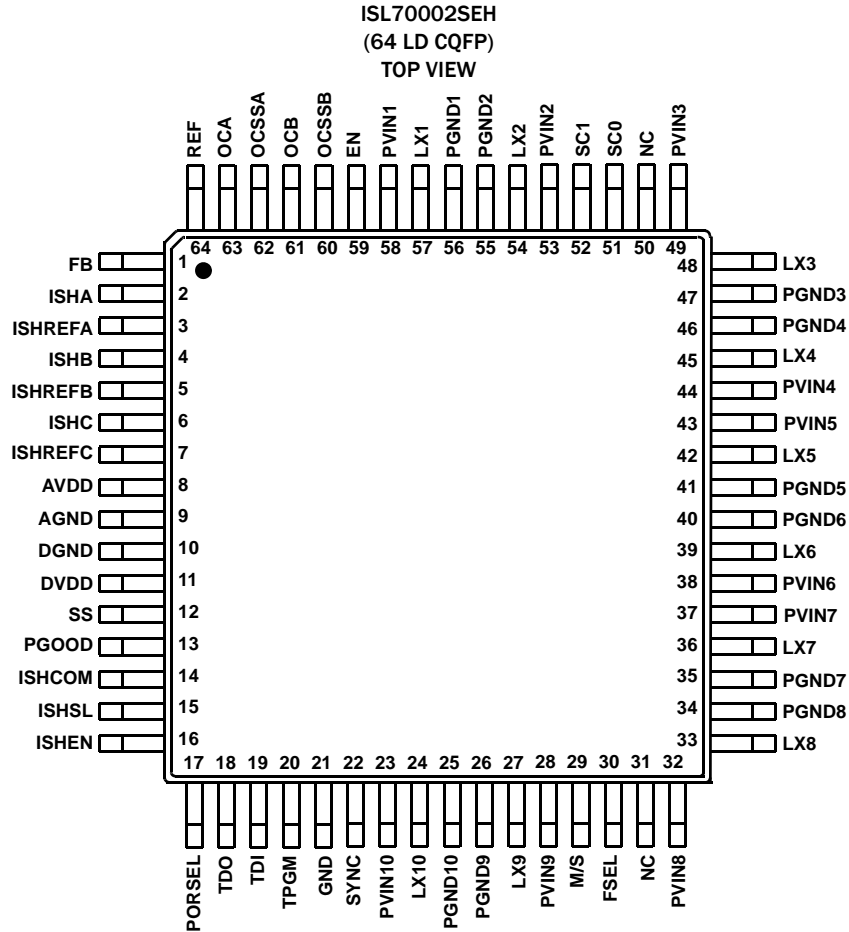 ISL70002SEH
(64 LD CQFP)
TOP VIEW
REF
OCA
OCSSA
OCB
OCSSB
EN
PVIN1
LX1
PGND1
PGND2
LX2
PVIN2
SC1
SC0
NC
PVIN3
64 63 62 61 60 59 58 57 56 55 54 53 52 51 50 49
FB 1
ISHA 2
ISHREFA 3
ISHB 4
ISHREFB 5
ISHC 6
ISHREFC 7
AVDD 8
AGND 9
DGND 10
DVDD 11
SS 12
PGOOD 13
ISHCOM 14
ISHSL 15
ISHEN 16
48 LX3
47 PGND3
46 PGND4
45 LX4
44 PVIN4
43 PVIN5
42 LX5
41 PGND5
40 PGND6
39 LX6
38 PVIN6
37 PVIN7
36 LX7
35 PGND7
34 PGND8
33 LX8
17 18 19 20 21 22 23 24 25 26 27 28 29 30 31 32
PORSEL
TDO
TDI
TPGM
GND
SYNC
PVIN10
LX10
PGND10
PGND9
LX9
PVIN9
M/S
FSEL
NC
PVIN8